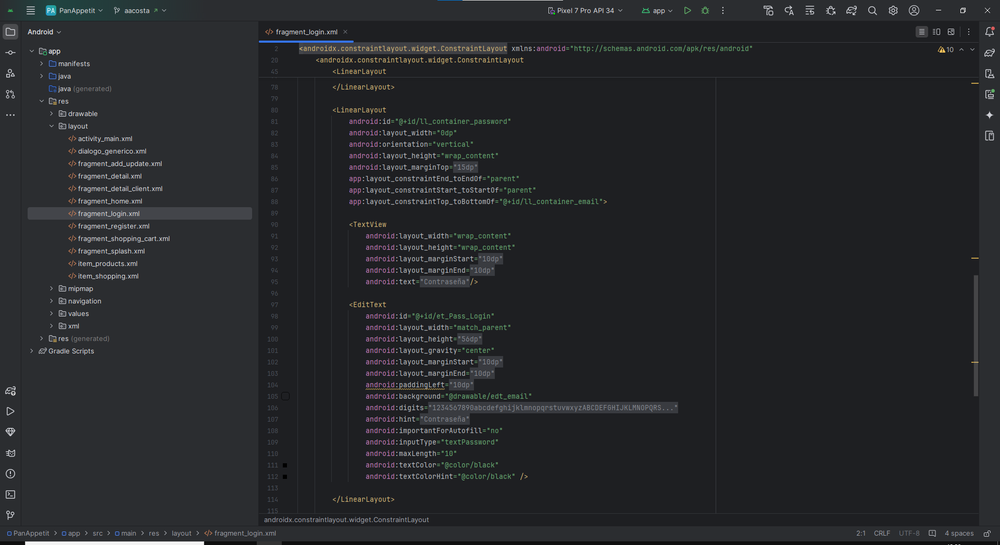 PA PanAppetit aacosta Pixel 7 Pro API 34 app
Android
app
manifests
java
java (generated)
res
drawable
layout
activity_main.xml
dialogo_generico.xml
fragment_add_update.xml
fragment_detail.xml
fragment_detail_client.xml
fragment_home.xml
fragment_login.xml
fragment_register.xml
fragment_shopping_cart.xml
fragment_splash.xml
item_products.xml
item_shopping.xml
mipmap
navigation
values
xml
res (generated)
Gradle Scripts
fragment_login.xml
10
2 <androidx.constraintlayout.widget.ConstraintLayout xmlns:android="http://schemas.android.com/apk/res/android"
20 <androidx.constraintlayout.widget.ConstraintLayout
45 <LinearLayout
78 </LinearLayout>
79
80 <LinearLayout
81 android:id="@+id/ll_container_password"
82 android:layout_width="0dp"
83 android:orientation="vertical"
84 android:layout_height="wrap_content"
85 android:layout_marginTop="15dp"
86 app:layout_constraintEnd_toEndOf="parent"
87 app:layout_constraintStart_toStartOf="parent"
88 app:layout_constraintTop_toBottomOf="@+id/ll_container_email">
89
90 <TextView
91 android:layout_width="wrap_content"
92 android:layout_height="wrap_content"
93 android:layout_marginStart="10dp"
94 android:layout_marginEnd="10dp"
95 android:text="Contraseña"/>
96
97 <EditText
98 android:id="@+id/et_Pass_Login"
99 android:layout_width="match_parent"
100 android:layout_height="56dp"
101 android:layout_gravity="center"
102 android:layout_marginStart="10dp"
103 android:layout_marginEnd="10dp"
104 android:paddingLeft="10dp"
105 android:background="@drawable/edt_email"
106 android:digits="1234567890abcdefghijklmnopqrstuvwxyzABCDEFGHIJKLMNOPQRS..."
107 android:hint="Contraseña"
108 android:importantForAutofill="no"
109 android:inputType="textPassword"
110 android:maxLength="10"
111 android:textColor="@color/black"
112 android:textColorHint="@color/black" />
113
114 </LinearLayout>
115
androidx.constraintlayout.widget.ConstraintLayout
PanAppetit > app > src > main > res > layout > fragment_login.xml
2:1 CRLF UTF-8 4 spaces